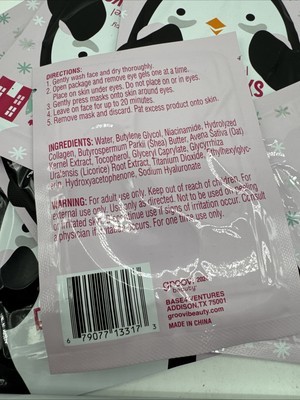 DIRECTIONS:
1. Gently wash face and dry thoroughly.
2. Open package and remove eye gels one at a time.
Place on skin under eyes. Do not place on or in eyes.
3. Gently press masks onto skin around eyes.
4. Leave on face for up to 20 minutes.
5. Remove mask and discard. Pat excess product onto skin.
INGREDIENTS: Water, Butylene Glycol, Niacinamide, Hydrolyzed
Collagen, Butyrospermum Parkii (Shea) Butter, Avena Sativa (Oat)
Kernel Extract, Tocopherol, Glyceryl Caprylate, Glycyrrhiza
Uralensis (Licorice) Root Extract, Titanium Dioxide,
Hydroxyacetophenone, Sodium Hyaluronate
WARNING: For adult use only. Keep out of reach of children. For
external use only. Use only as directed. Not to be used on peeling
or irritated skin. Discontinue use if signs of irritation occur. Consult
a physician if irritation occurs. For one time use only.
groovi
beauty
BASE4 VENTURES
ADDISON, TX 75001
groovibeauty.com
MADE IN CHINA
6 79077 13317 3